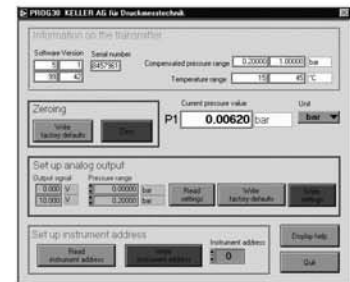 PROG30 KELLER AG für Druckmesstechnik
Information on the transmitter
Software Version Serial number
5 1
99 42
8457961
Compensated pressure range 0.20000 1.00000 bar
Temperature range 15 45 °C
Zeroing
Write factory defaults
Zero
Current pressure value
P1 0.00620 bar
Unit
bar
Set up analog output
Output signal Pressure range
0.000 V 0.00000 bar
10.000 V 0.20000 bar
Read settings
Write factory defaults
Write settings
Set up instrument address
Read instrument address
Write instrument address
Instrument address
0
Display help
Quit